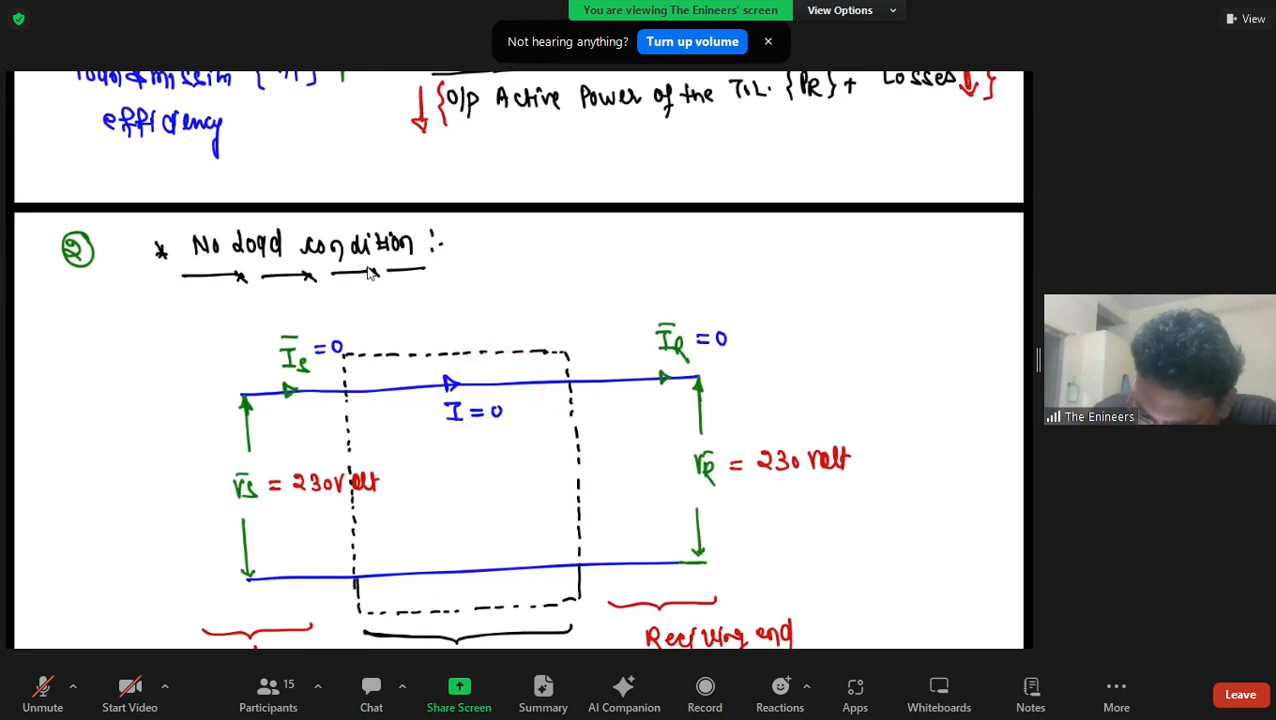 You are viewing The Enineers' screen
View Options
View
Not hearing anything?
Turn up volume
{ η }
efficiency
{O/p Active Power of the T.L. {PR} + Losses }
2
* No load condition :-
Is = 0
IR = 0
I = 0
Vs = 230 volt
VR = 230 volt
Receiving end
The Enineers
Unmute
Start Video
15
Participants
Chat
Share Screen
Summary
AI Companion
Record
Reactions
Apps
Whiteboards
Notes
More
Leave